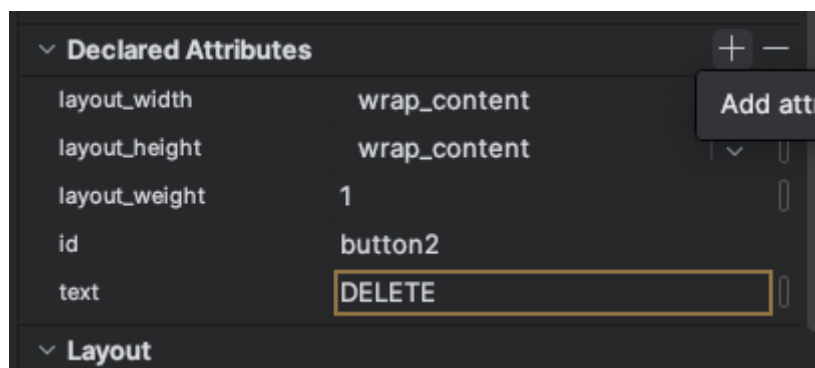 Declared Attributes
layout_width wrap_content
Add att
layout_height wrap_content
layout_weight 1
id button2
text DELETE
Layout